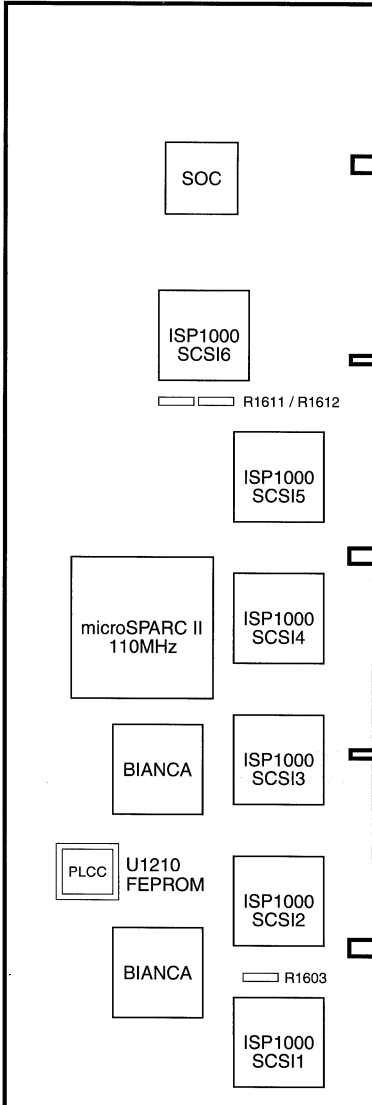 SOC
ISP1000
SCSI6
R1611 / R1612
ISP1000
SCSI5
microSPARC II
110MHz
ISP1000
SCSI4
BIANCA
ISP1000
SCSI3
PLCC
U1210
FEPROM
ISP1000
SCSI2
BIANCA
R1603
ISP1000
SCSI1